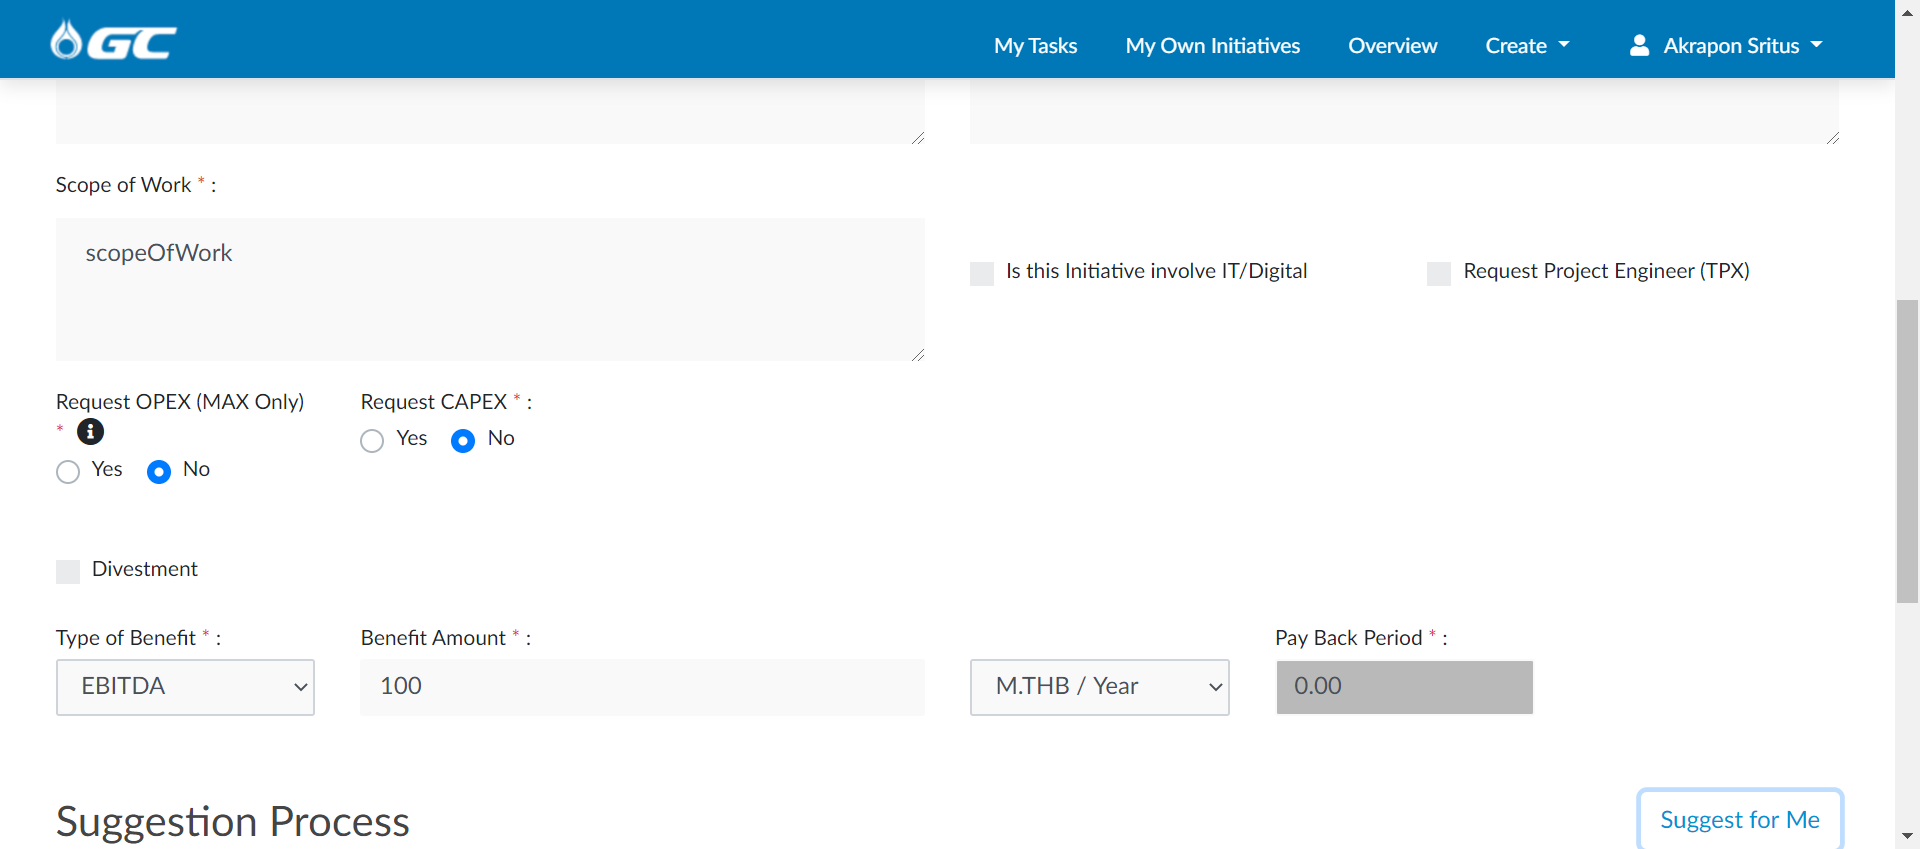 GC
My Tasks My Own Initiatives Overview Create Akrapon Sritus
Scope of Work * :
scopeOfWork
Is this Initiative involve IT/Digital Request Project Engineer (TPX)
Request OPEX (MAX Only) Request CAPEX * :
*
Yes No
Yes No
Divestment
Type of Benefit * : Benefit Amount * : Pay Back Period * :
EBITDA 100 M.THB / Year 0.00
Suggestion Process Suggest for Me